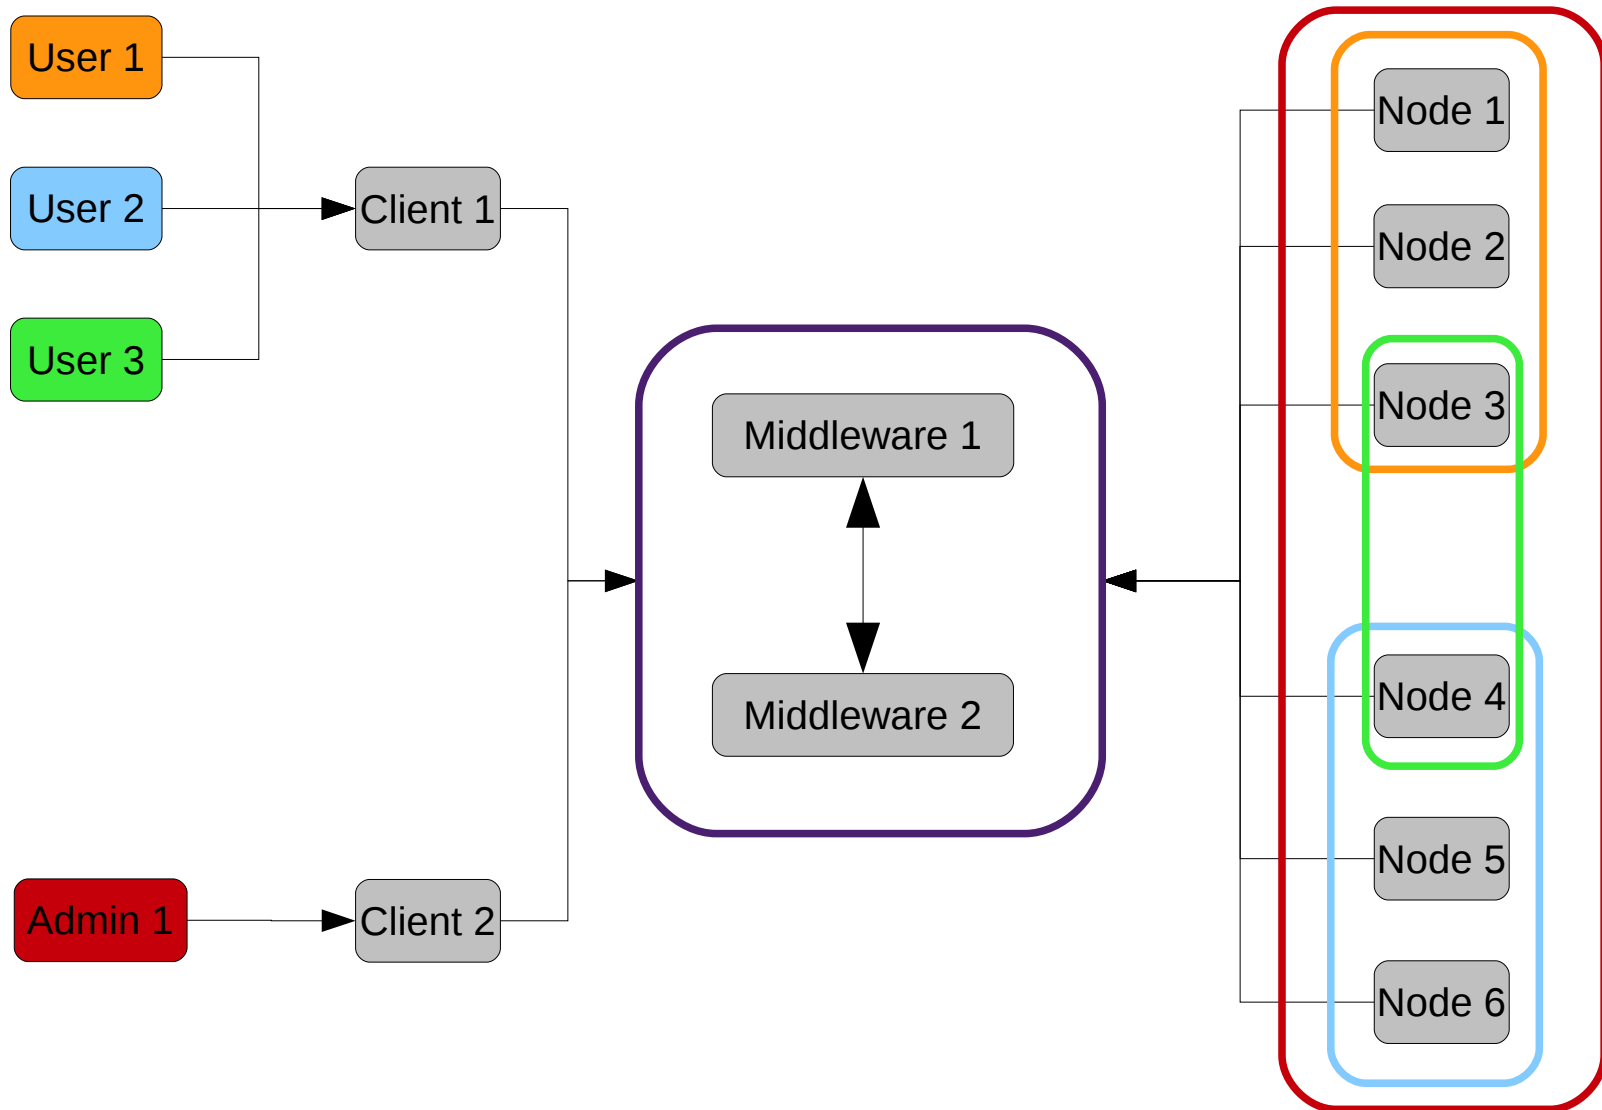 User 1
User 2
User 3
Client 1
Admin 1
Client 2
Middleware 1
Middleware 2
Node 1
Node 2
Node 3
Node 4
Node 5
Node 6